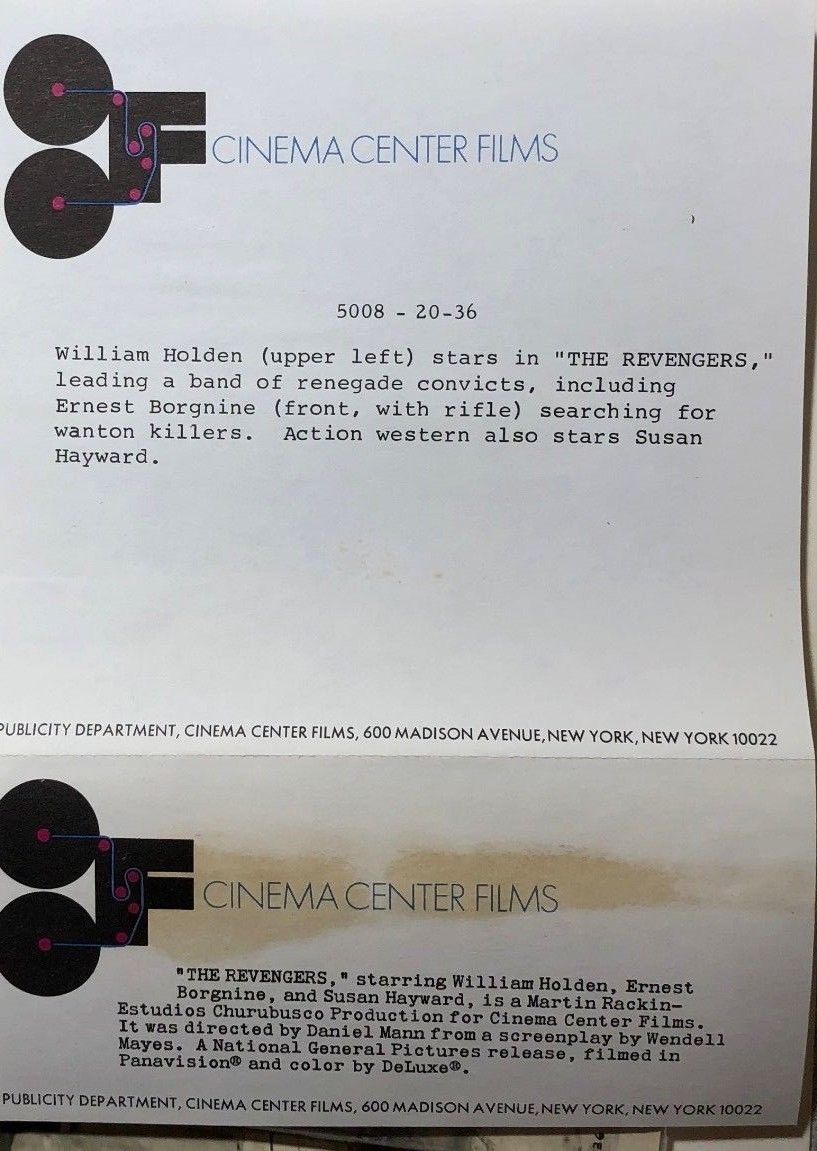 CINEMA CENTER FILMS
5008 - 20-36
William Holden (upper left) stars in "THE REVENGERS,"
leading a band of renegade convicts, including
Ernest Borgnine (front, with rifle) searching for
wanton killers.  Action western also stars Susan
Hayward.
PUBLICITY DEPARTMENT, CINEMA CENTER FILMS, 600 MADISON AVENUE, NEW YORK, NEW YORK 10022
CINEMA CENTER FILMS
"THE REVENGERS," starring William Holden, Ernest
Borgnine, and Susan Hayward, is a Martin Rackin-
Estudios Churubusco Production for Cinema Center Films.
It was directed by Daniel Mann from a screenplay by Wendell
Mayes. A National General Pictures release, filmed in
Panavision® and color by DeLuxe®.
PUBLICITY DEPARTMENT, CINEMA CENTER FILMS, 600 MADISON AVENUE, NEW YORK, NEW YORK 10022